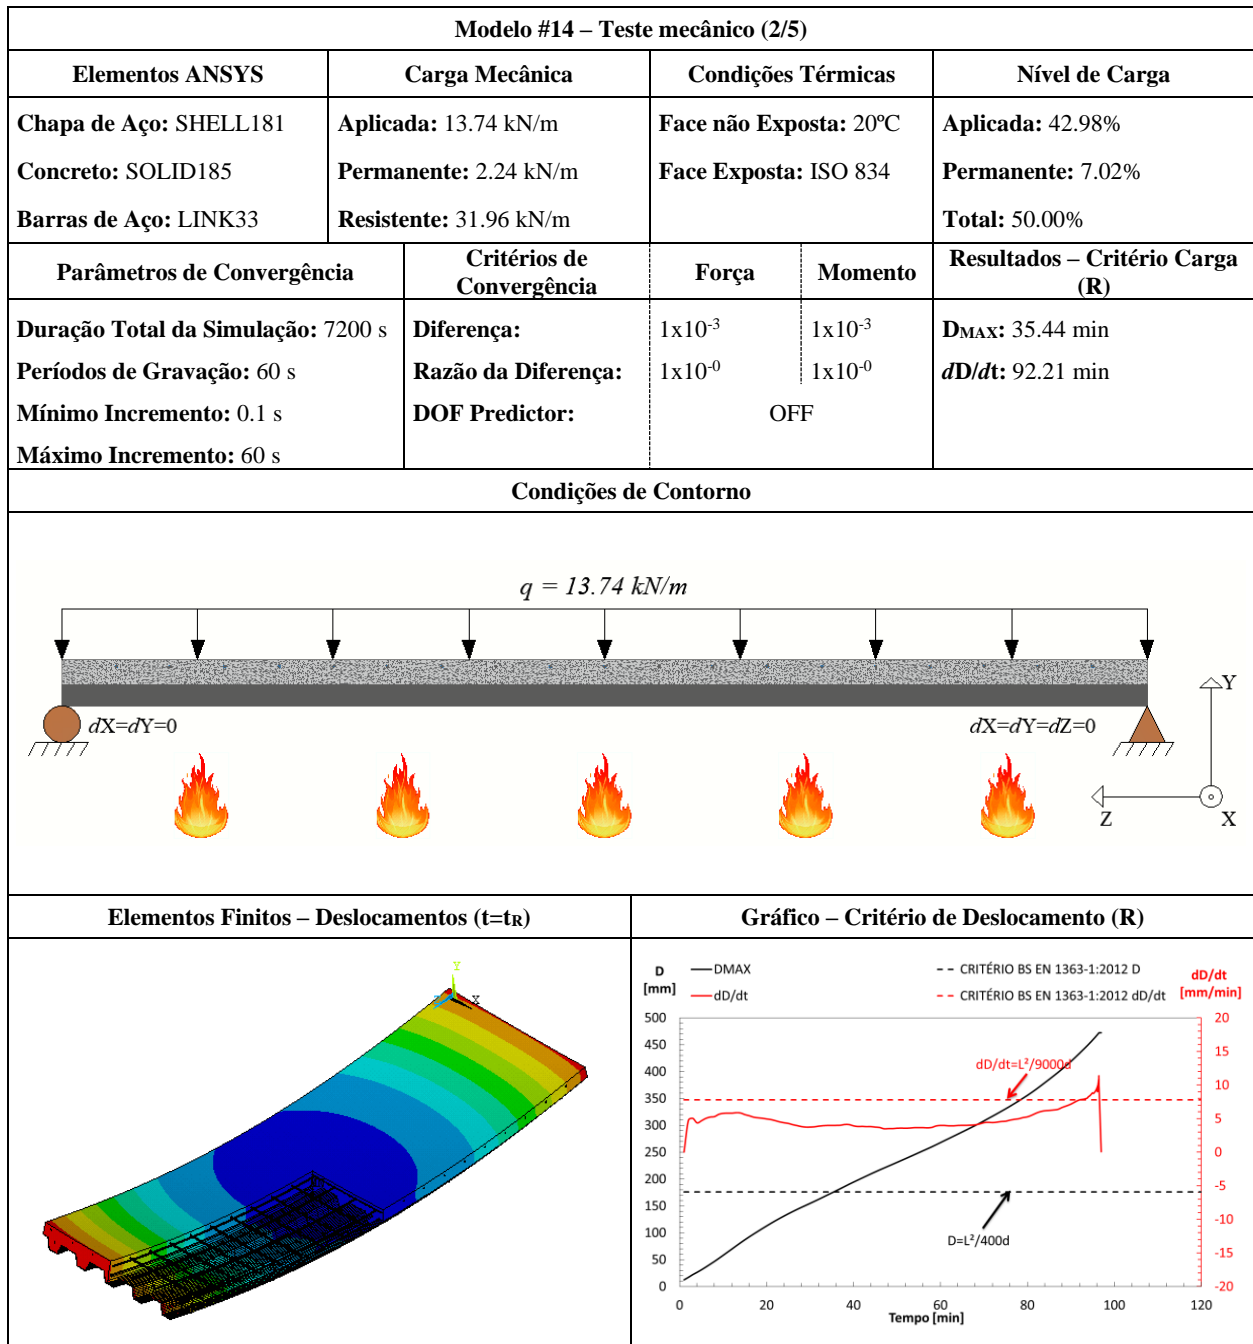 Modelo #14 – Teste mecânico (2/5)
Elementos ANSYS
Carga Mecânica
Condições Térmicas
Nível de Carga
Chapa de Aço: SHELL181
Concreto: SOLID185
Barras de Aço: LINK33
Aplicada: 13.74 kN/m
Permanente: 2.24 kN/m
Resistente: 31.96 kN/m
Face não Exposta: 20ºC
Face Exposta: ISO 834
Aplicada: 42.98%
Permanente: 7.02%
Total: 50.00%
Parâmetros de Convergência
Critérios de
Convergência
Força
Momento
Resultados – Critério Carga
(R)
Duração Total da Simulação: 7200 s
Períodos de Gravação: 60 s
Mínimo Incremento: 0.1 s
Máximo Incremento: 60 s
Diferença: 1x10-3 1x10-3
Razão da Diferença: 1x10-0 1x10-0
DOF Predictor: OFF
DMAX: 35.44 min
dD/dt: 92.21 min
Condições de Contorno
q = 13.74 kN/m
dX=dY=0
dX=dY=dZ=0
Y
Z
X
Elementos Finitos – Deslocamentos (t=tR)
Gráfico – Critério de Deslocamento (R)
Y
X
D
[mm]
DMAX
dD/dt
CRITÉRIO BS EN 1363-1:2012 D
CRITÉRIO BS EN 1363-1:2012 dD/dt
dD/dt
[mm/min]
500
450
400
350
300
250
200
150
100
50
0
dD/dt=L²/9000d
D=L²/400d
20
15
10
5
0
-5
-10
-15
-20
0 20 40 60 80 100 120
Tempo [min]